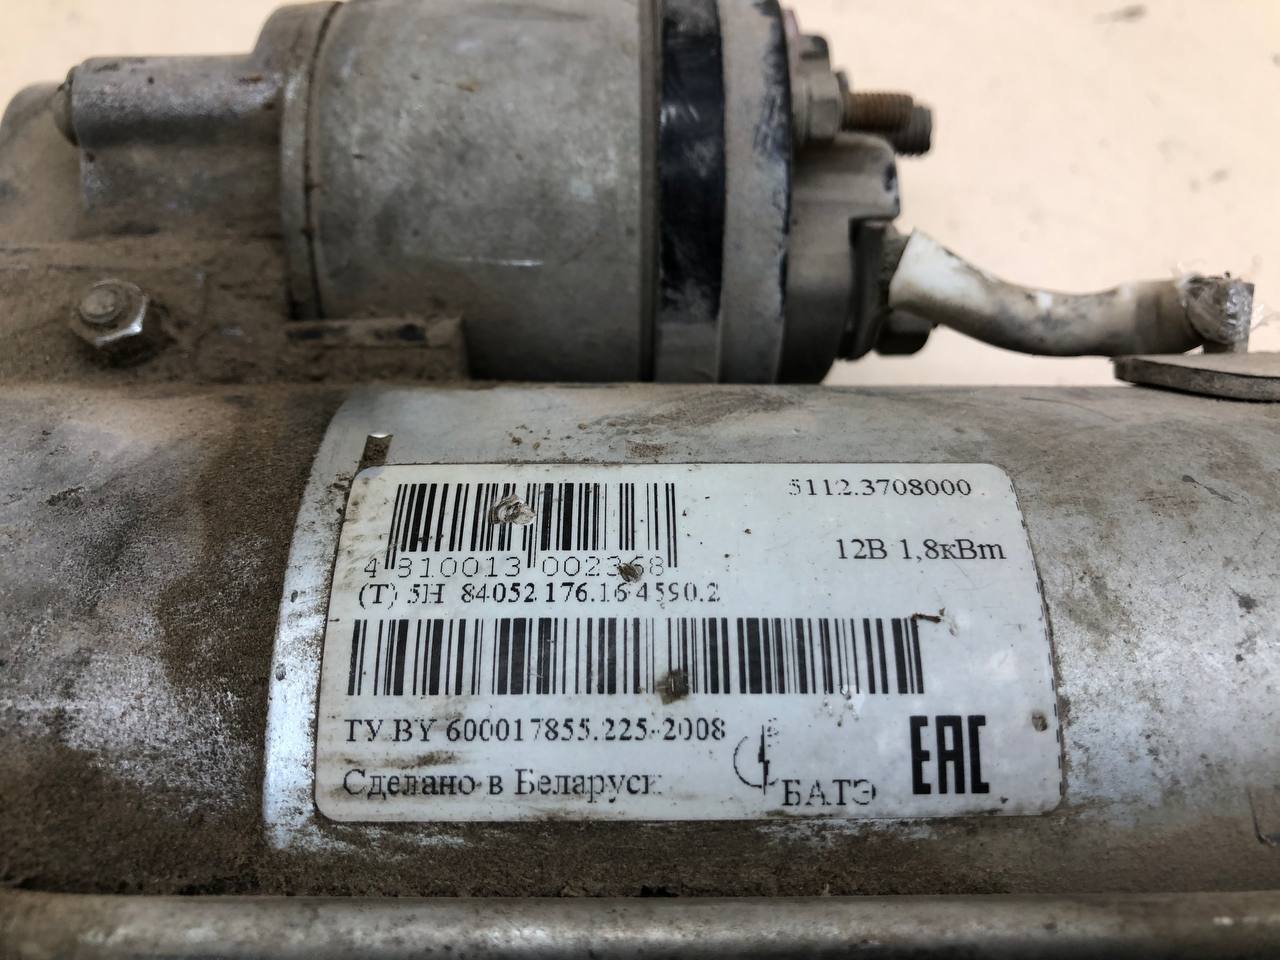 5112.3708000
12В 1,8кВт
4 810013 002368
(Т) 5Н 84052 176.16 4590.2
ТУ BY 600017855.225-2008
Сделано в Беларуси
БАТЭ
EAC